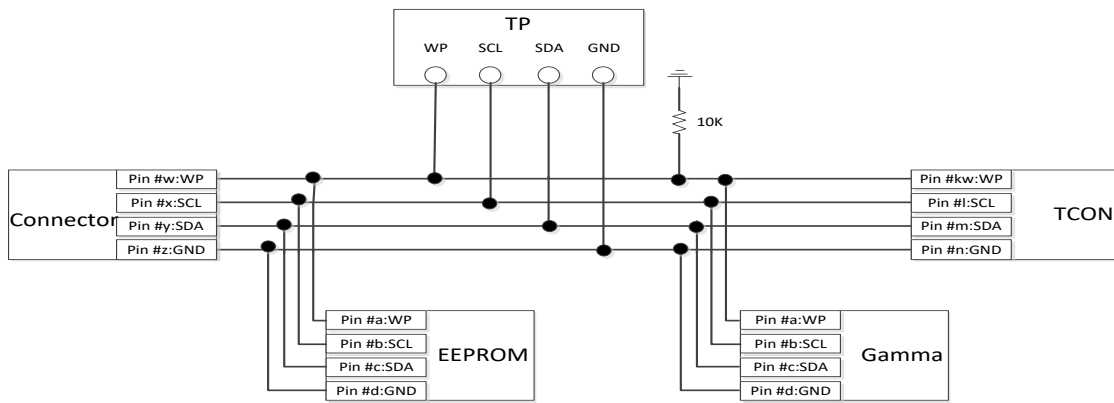 TP
WP SCL SDA GND
10K
Connector
Pin #w:WP
Pin #x:SCL
Pin #y:SDA
Pin #z:GND
Pin #kw:WP
Pin #l:SCL
Pin #m:SDA
Pin #n:GND
TCON
Pin #a:WP
Pin #b:SCL
Pin #c:SDA
Pin #d:GND
EEPROM
Pin #a:WP
Pin #b:SCL
Pin #c:SDA
Pin #d:GND
Gamma